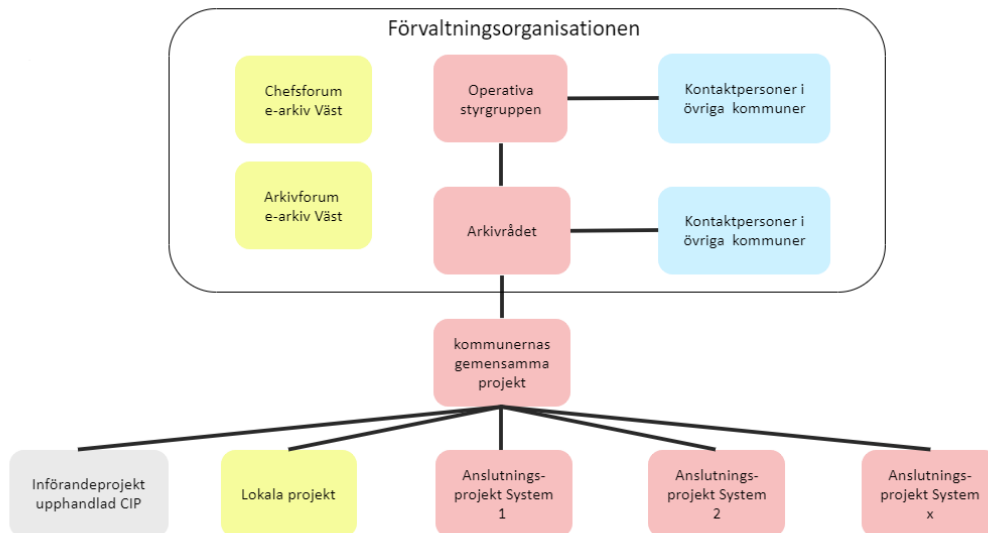 Förvaltningsorganisationen
Chefsforum
e-arkiv Väst
Operativa
styrgruppen
Kontaktpersoner i
övriga kommuner
Arkivforum
e-arkiv Väst
Arkivrådet
Kontaktpersoner i
övriga kommuner
kommunernas
gemensamma
projekt
Införandeprojekt
upphandlad CIP
Lokala projekt
Anslutnings-
projekt System
1
Anslutnings-
projekt System
2
Anslutnings-
projekt System
x